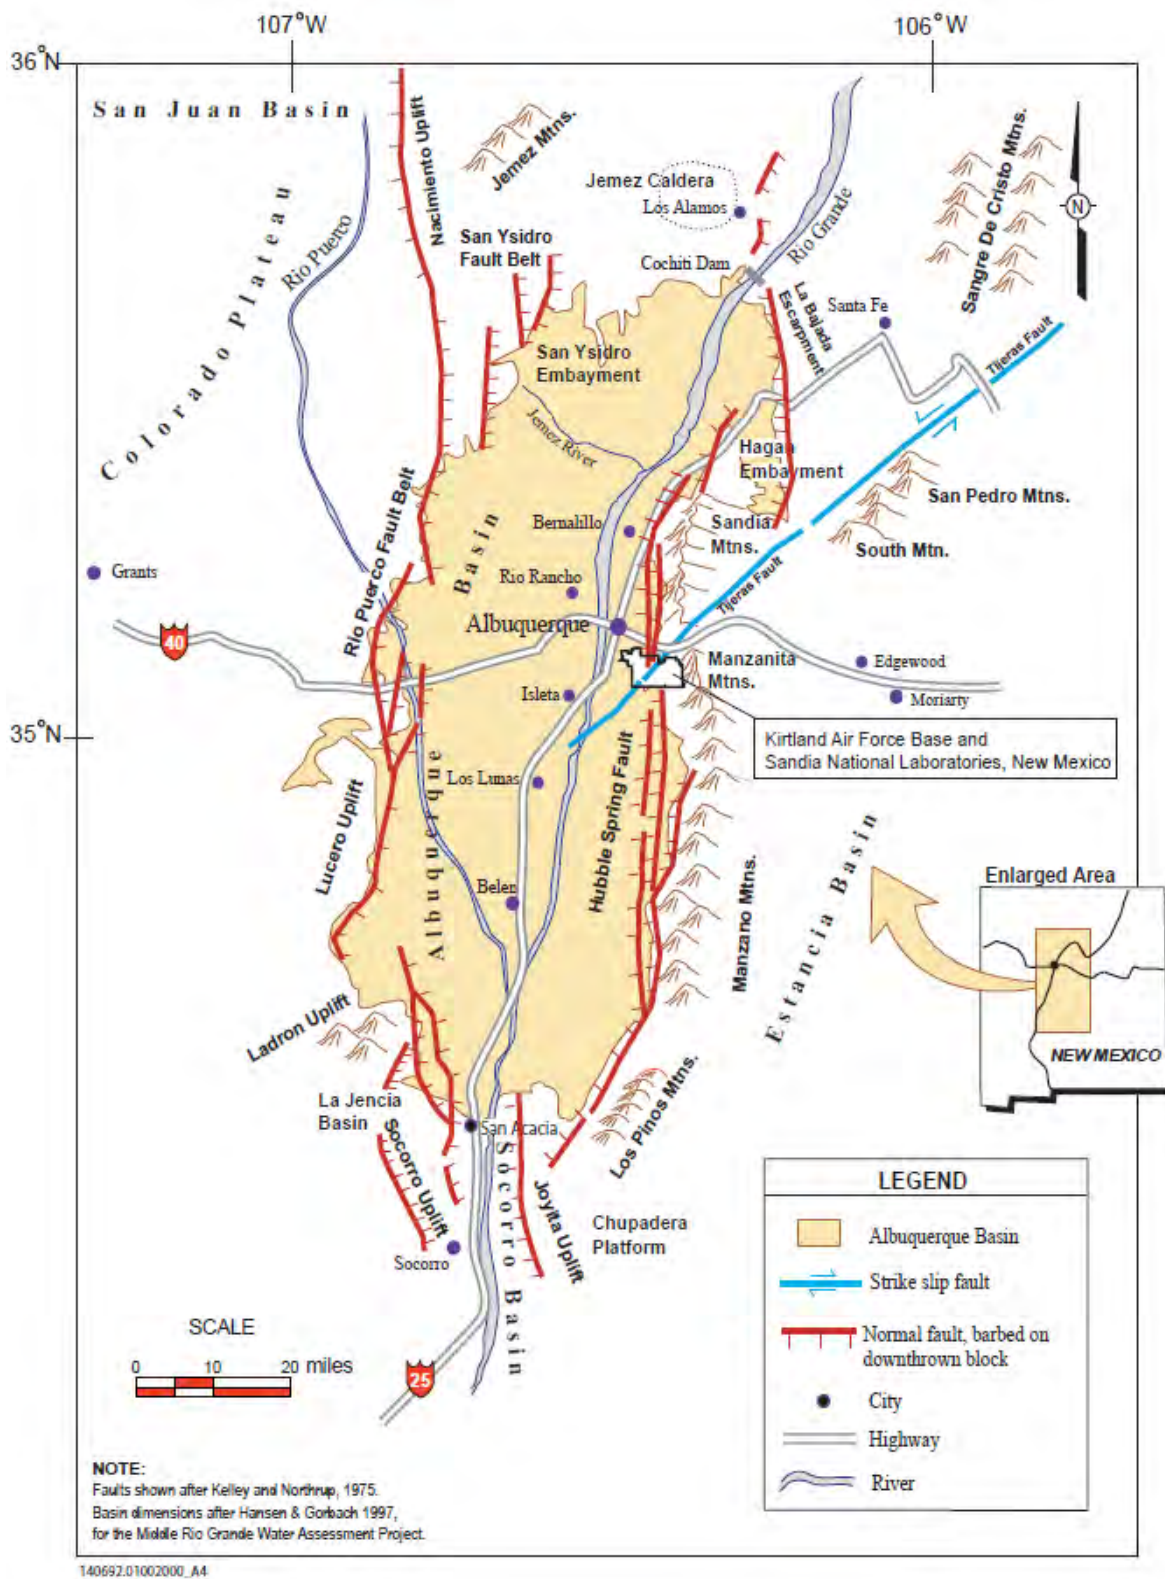 107°W
106°W
36°N
San Juan Basin
Colorado Plateau
Rio Puerco
Nacimiento Uplift
Jemez Mtns.
Jemez Caldera
Los Alamos
Rio Grande
Sangre De Cristo Mtns.
N
San Ysidro
Fault Belt
Cochiti Dam
La Bajada
Escarpment
Santa Fe
Tijeras Fault
San Ysidro
Embayment
Jemez River
Hagan
Embayment
San Pedro Mtns.
South Mtn.
Rio Puerco Fault Belt
Bernalillo
Sandia
Mtns.
Grants
Rio Rancho
Tijeras Fault
Albuquerque
40
Manzanita
Mtns.
Edgewood
Moriarty
Isleta
35°N
Kirtland Air Force Base and
Sandia National Laboratories, New Mexico
Albuquerque Basin
Los Lunas
Lucero Uplift
Hubble Spring Fault
Belen
Manzano Mtns.
Estancia Basin
Enlarged Area
NEW MEXICO
Ladron Uplift
La Jencia
Basin
San Acacia
Los Pinos Mtns.
Socorro Uplift
Socorro Basin
Joyita Uplift
Chupadera
Platform
Socorro
25
SCALE
0 10 20 miles
LEGEND
Albuquerque Basin
Strike slip fault
Normal fault, barbed on
downthrown block
City
Highway
River
NOTE:
Faults shown after Kelley and Northrup, 1975.
Basin dimensions after Hansen & Gorbach 1997,
for the Middle Rio Grande Water Assessment Project.
140692.01002000_A4